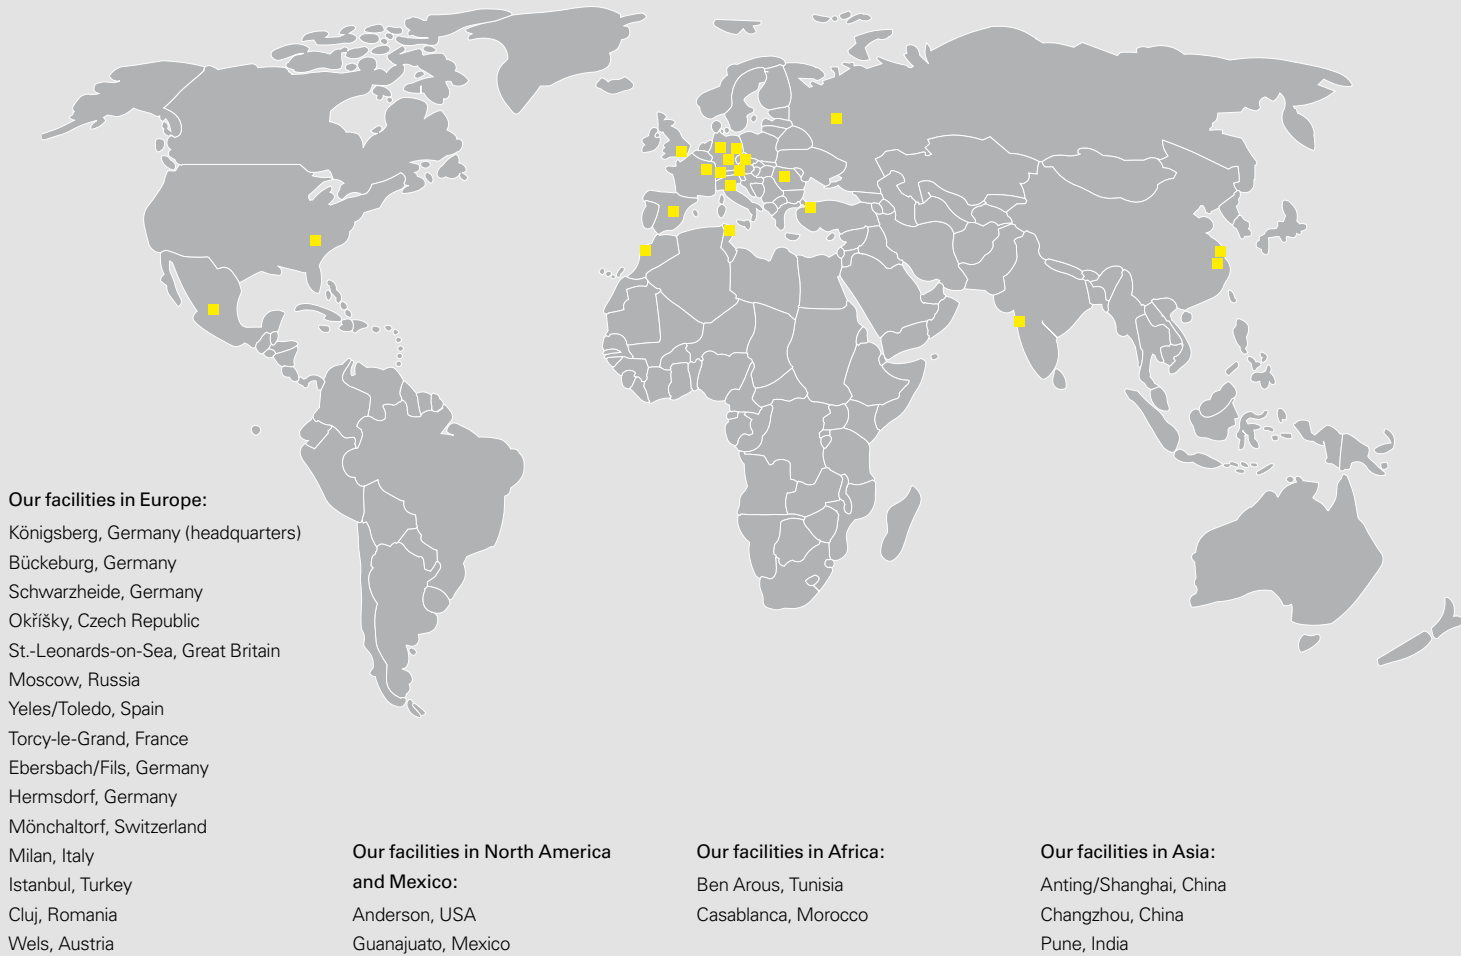 Our facilities in Europe:
Königsberg, Germany (headquarters)
Bückeburg, Germany
Schwarzheide, Germany
Okříšky, Czech Republic
St.-Leonards-on-Sea, Great Britain
Moscow, Russia
Yeles/Toledo, Spain
Torcy-le-Grand, France
Ebersbach/Fils, Germany
Hermsdorf, Germany
Mönchaltorf, Switzerland
Milan, Italy
Istanbul, Turkey
Cluj, Romania
Wels, Austria
Our facilities in North America
and Mexico:
Anderson, USA
Guanajuato, Mexico
Our facilities in Africa:
Ben Arous, Tunisia
Casablanca, Morocco
Our facilities in Asia:
Anting/Shanghai, China
Changzhou, China
Pune, India